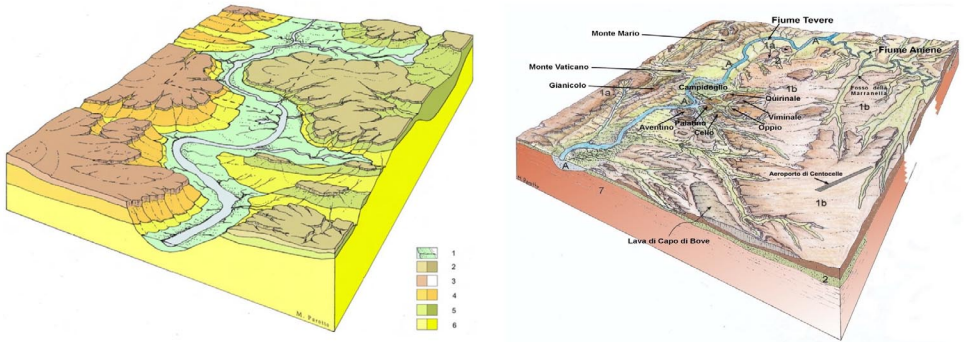 1
2
3
4
5
6
M. Parotto
Fiume Tevere
Monte Mario
1a
A
Fiume Aniene
Monte Vaticano
A
Gianicolo
Campidoglio
1b
Fosso della
Marranella
1a
A
Quirinale
1b
Palatino
Viminale
Aventino
Celio
Oppio
Aeroporto di Centocelle
A
7
1b
Lava di Capo di Bove
2